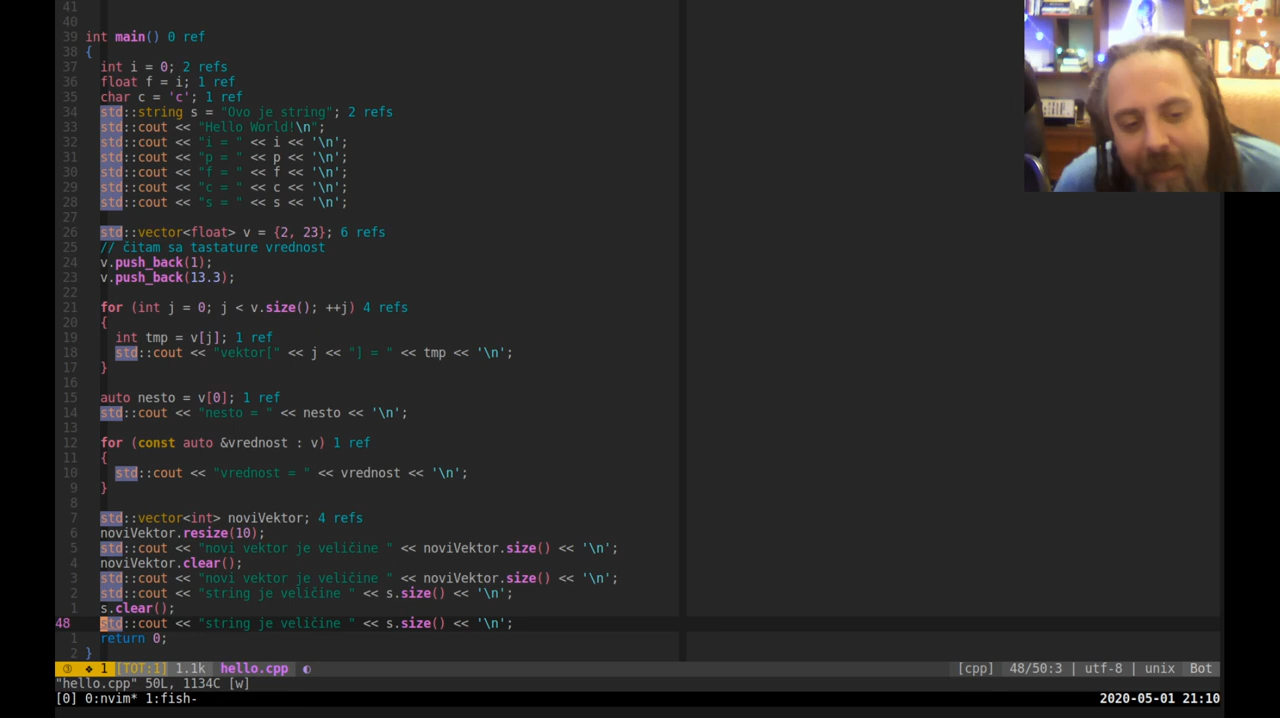 41
40
39 int main() 0 ref
38 {
37 int i = 0; 2 refs
36 float f = i; 1 ref
35 char c = 'c'; 1 ref
34 std::string s = "Ovo je string"; 2 refs
33 std::cout << "Hello World!\n";
32 std::cout << "i = " << i << '\n';
31 std::cout << "p = " << p << '\n';
30 std::cout << "f = " << f << '\n';
29 std::cout << "c = " << c << '\n';
28 std::cout << "s = " << s << '\n';
27
26 std::vector<float> v = {2, 23}; 6 refs
25 // čitam sa tastature vrednost
24 v.push_back(1);
23 v.push_back(13.3);
22
21 for (int j = 0; j < v.size(); ++j) 4 refs
20 {
19 int tmp = v[j]; 1 ref
18 std::cout << "vektor[" << j << "] = " << tmp << '\n';
17 }
16
15 auto nesto = v[0]; 1 ref
14 std::cout << "nesto = " << nesto << '\n';
13
12 for (const auto &vrednost : v) 1 ref
11 {
10 std::cout << "vrednost = " << vrednost << '\n';
9 }
8
7 std::vector<int> noviVektor; 4 refs
6 noviVektor.resize(10);
5 std::cout << "novi vektor je veličine " << noviVektor.size() << '\n';
4 noviVektor.clear();
3 std::cout << "novi vektor je veličine " << noviVektor.size() << '\n';
2 std::cout << "string je veličine " << s.size() << '\n';
1 s.clear();
48 std::cout << "string je veličine " << s.size() << '\n';
1 return 0;
2 }
③ ❖ 1 [TOT:1] 1.1k hello.cpp [cpp] 48/50:3 | utf-8 | unix Bot
"hello.cpp" 50L, 1134C [w]
[0] 0:nvim* 1:fish- 2020-05-01 21:10